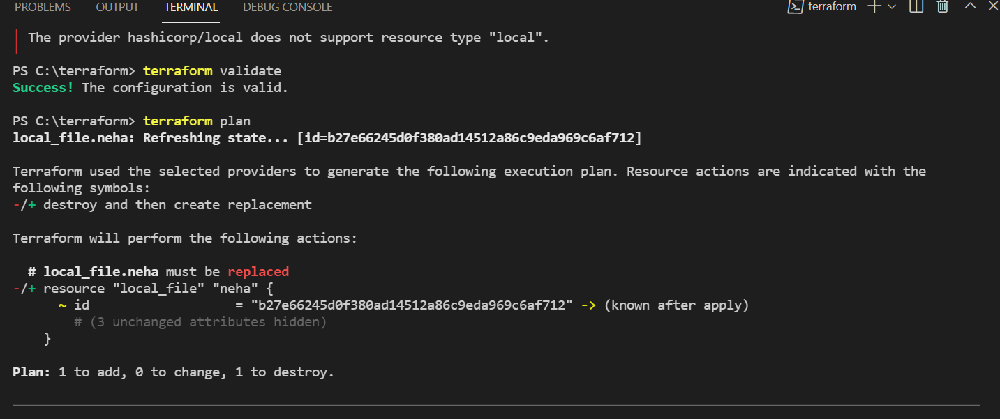 PROBLEMS OUTPUT TERMINAL DEBUG CONSOLE terraform
The provider hashicorp/local does not support resource type "local".
PS C:\terraform> terraform validate
Success! The configuration is valid.
PS C:\terraform> terraform plan
local_file.neha: Refreshing state... [id=b27e66245d0f380ad14512a86c9eda969c6af712]
Terraform used the selected providers to generate the following execution plan. Resource actions are indicated with the
following symbols:
-/+ destroy and then create replacement
Terraform will perform the following actions:
# local_file.neha must be replaced
-/+ resource "local_file" "neha" {
~ id = "b27e66245d0f380ad14512a86c9eda969c6af712" -> (known after apply)
# (3 unchanged attributes hidden)
}
Plan: 1 to add, 0 to change, 1 to destroy.